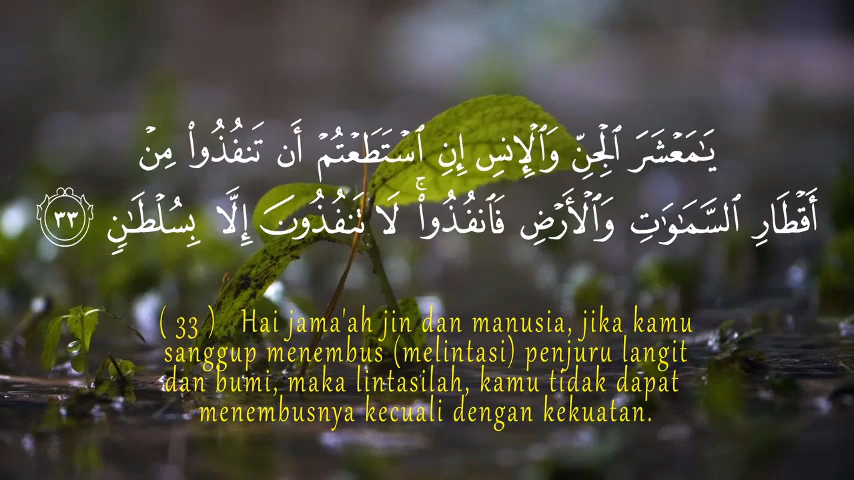 يَـٰمَعْشَرَ ٱلْجِنِّ وَٱلْإِنسِ إِنِ ٱسْتَطَعْتُمْ أَن تَنفُذُوا۟ مِنْ
أَقْطَارِ ٱلسَّمَـٰوَٰتِ وَٱلْأَرْضِ فَٱنفُذُوا۟ ۚ لَا تَنفُذُونَ إِلَّا بِسُلْطَـٰنٍ ٣٣
( 33 ) Hai jama'ah jin dan manusia, jika kamu
sanggup menembus (melintasi) penjuru langit
dan bumi, maka lintasilah, kamu tidak dapat
menembusnya kecuali dengan kekuatan.